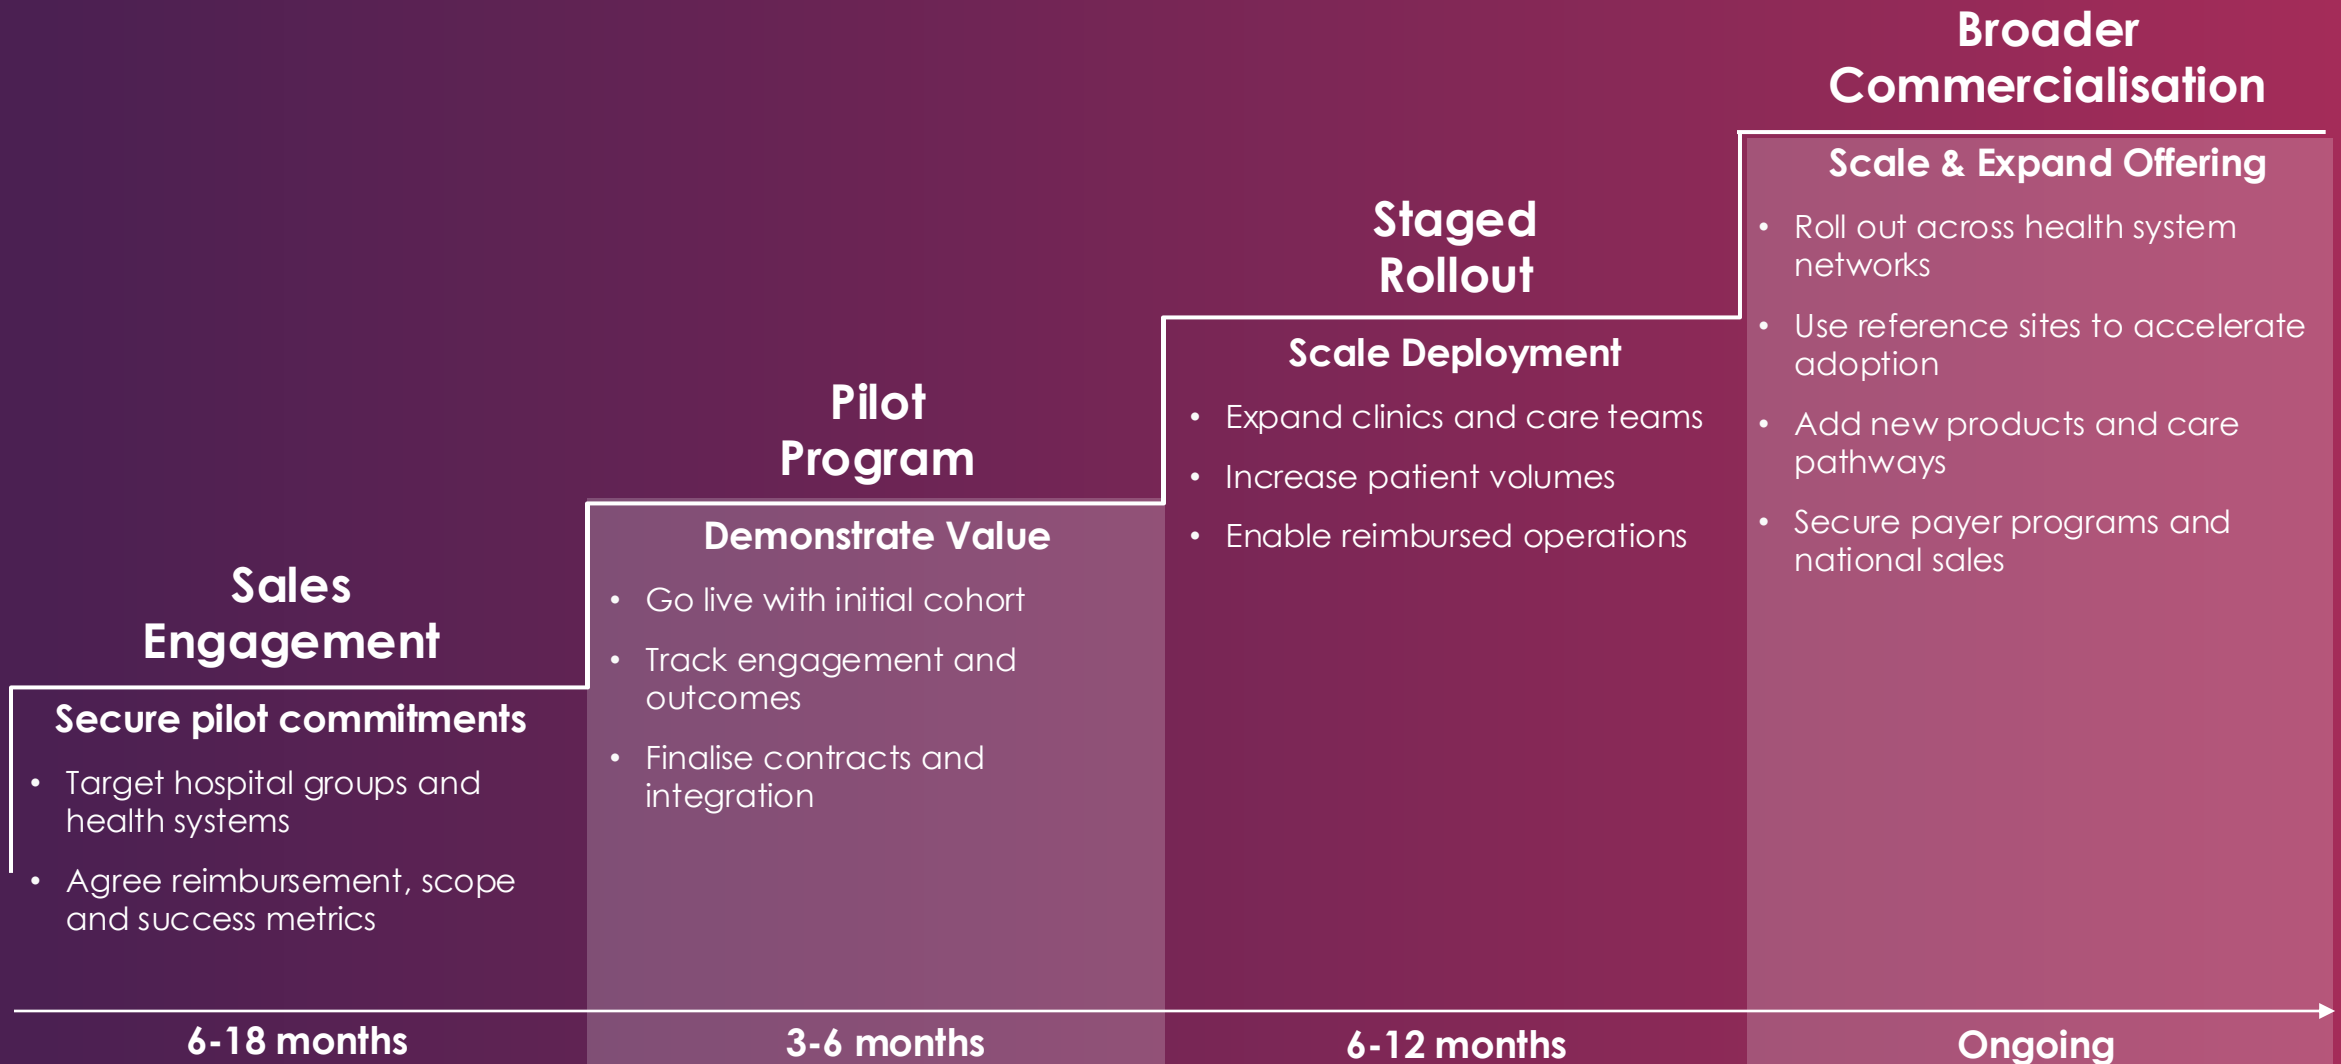 Sales
Engagement
Secure pilot commitments
• Target hospital groups and
health systems
• Agree reimbursement, scope
and success metrics
6-18 months
Pilot
Program
Demonstrate Value
• Go live with initial cohort
• Track engagement and
outcomes
• Finalise contracts and
integration
3-6 months
Staged
Rollout
Scale Deployment
• Expand clinics and care teams
• Increase patient volumes
• Enable reimbursed operations
6-12 months
Broader
Commercialisation
Scale & Expand Offering
• Roll out across health system
networks
• Use reference sites to accelerate
adoption
• Add new products and care
pathways
• Secure payer programs and
national sales
Ongoing